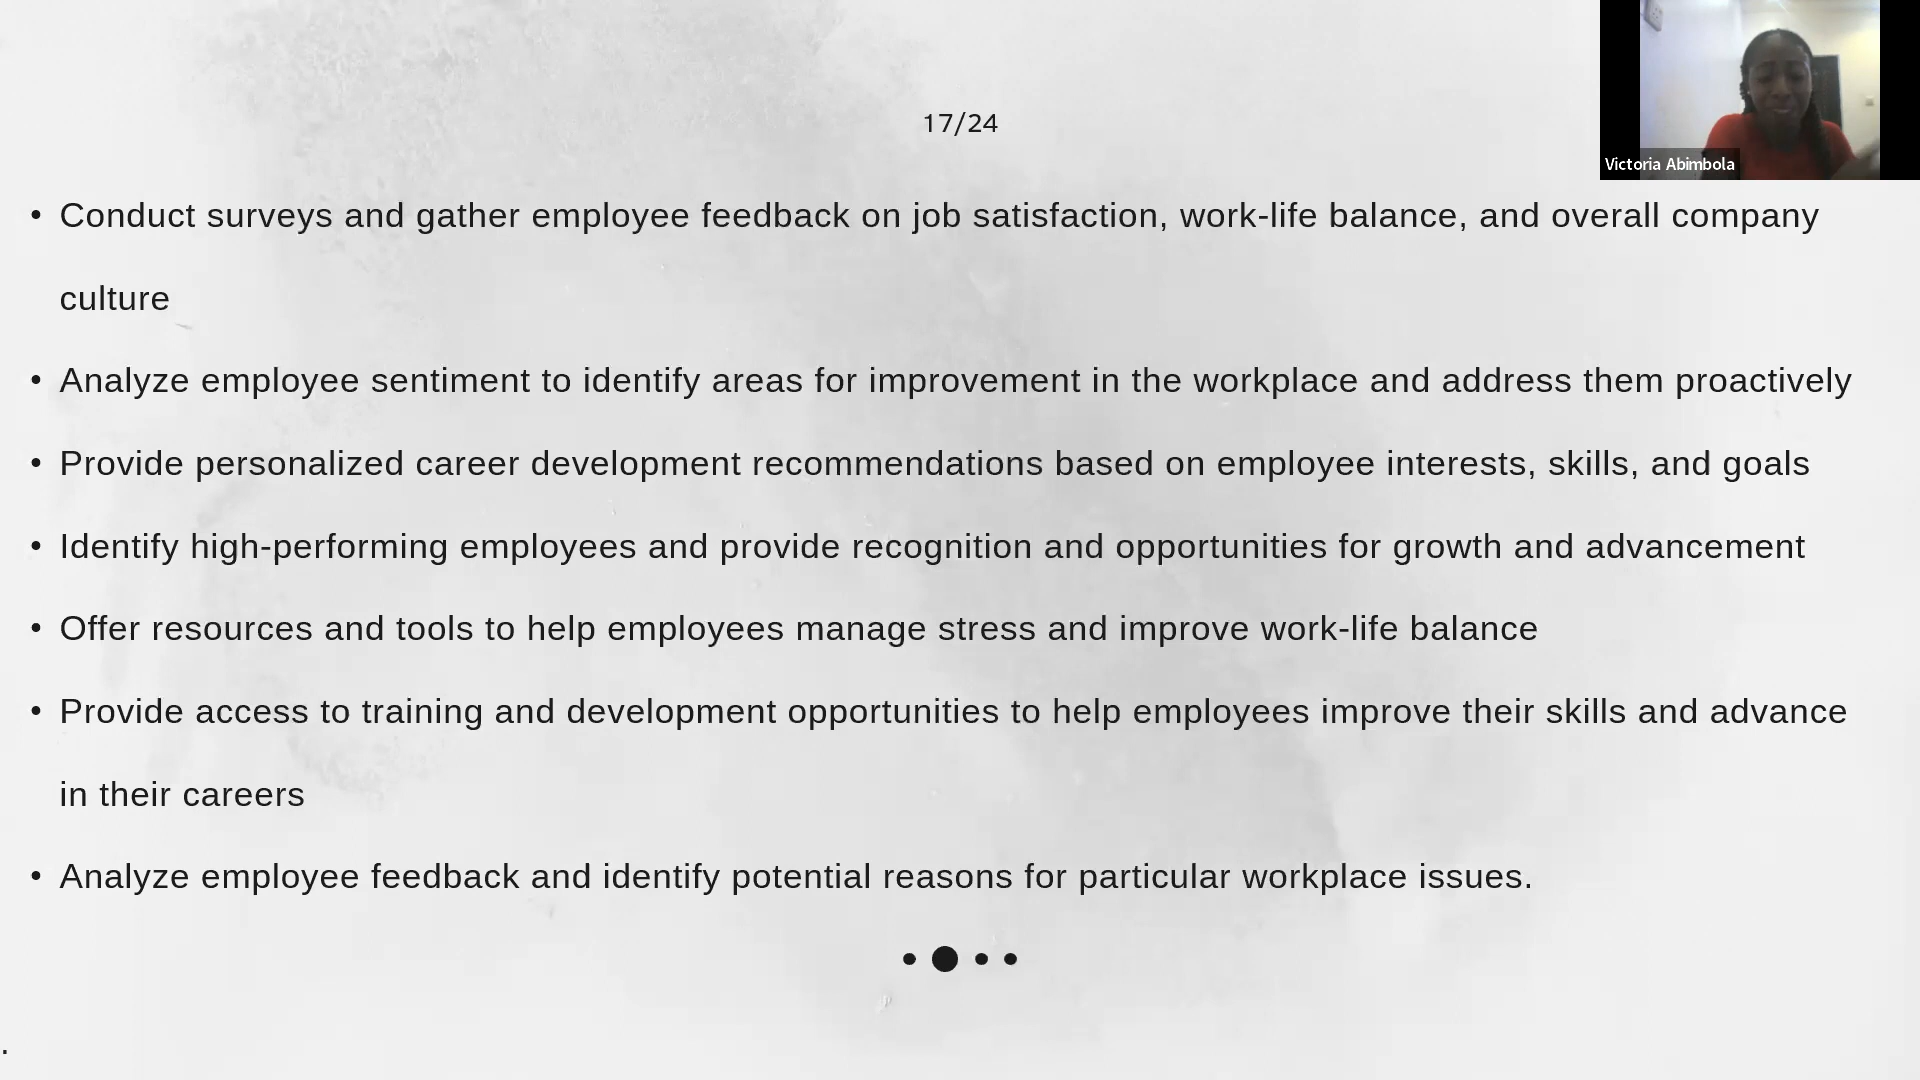 17/24
Victoria Abimbola
• Conduct surveys and gather employee feedback on job satisfaction, work-life balance, and overall company
culture
• Analyze employee sentiment to identify areas for improvement in the workplace and address them proactively
• Provide personalized career development recommendations based on employee interests, skills, and goals
• Identify high-performing employees and provide recognition and opportunities for growth and advancement
• Offer resources and tools to help employees manage stress and improve work-life balance
• Provide access to training and development opportunities to help employees improve their skills and advance
in their careers
• Analyze employee feedback and identify potential reasons for particular workplace issues.
.